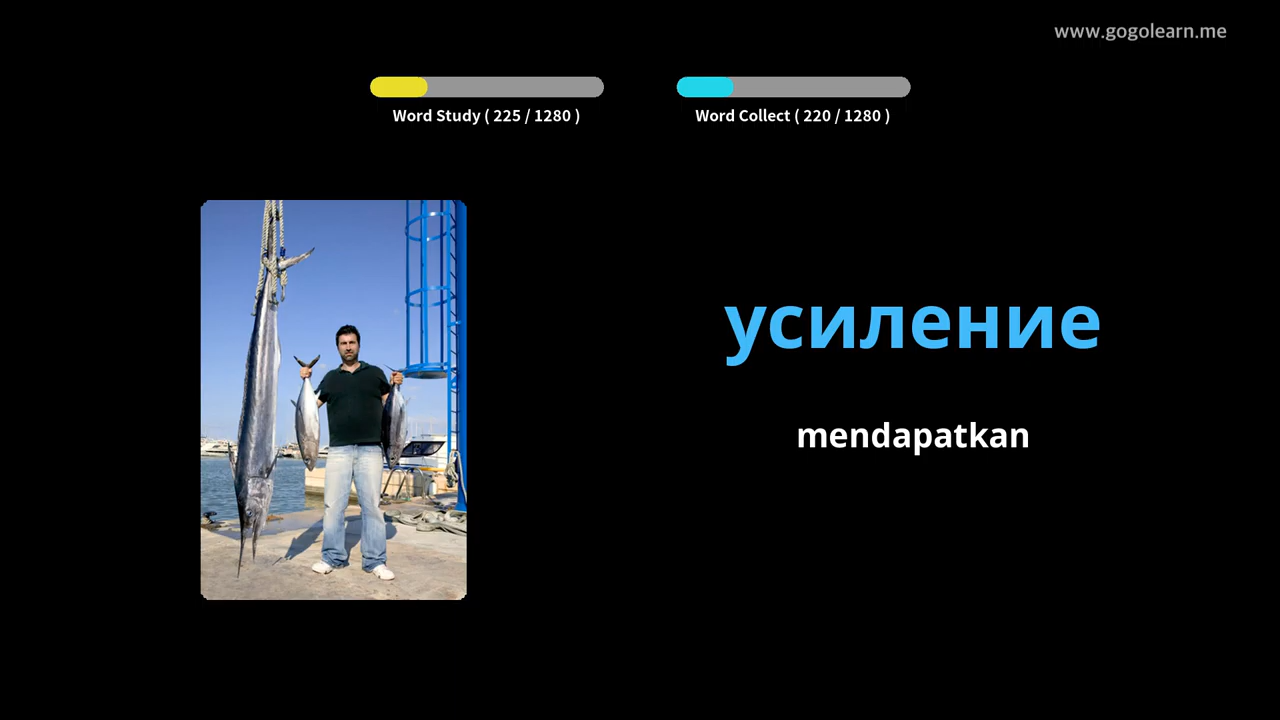 www.gogolearn.me
Word Study ( 225 / 1280 )
Word Collect ( 220 / 1280 )
усиление
mendapatkan